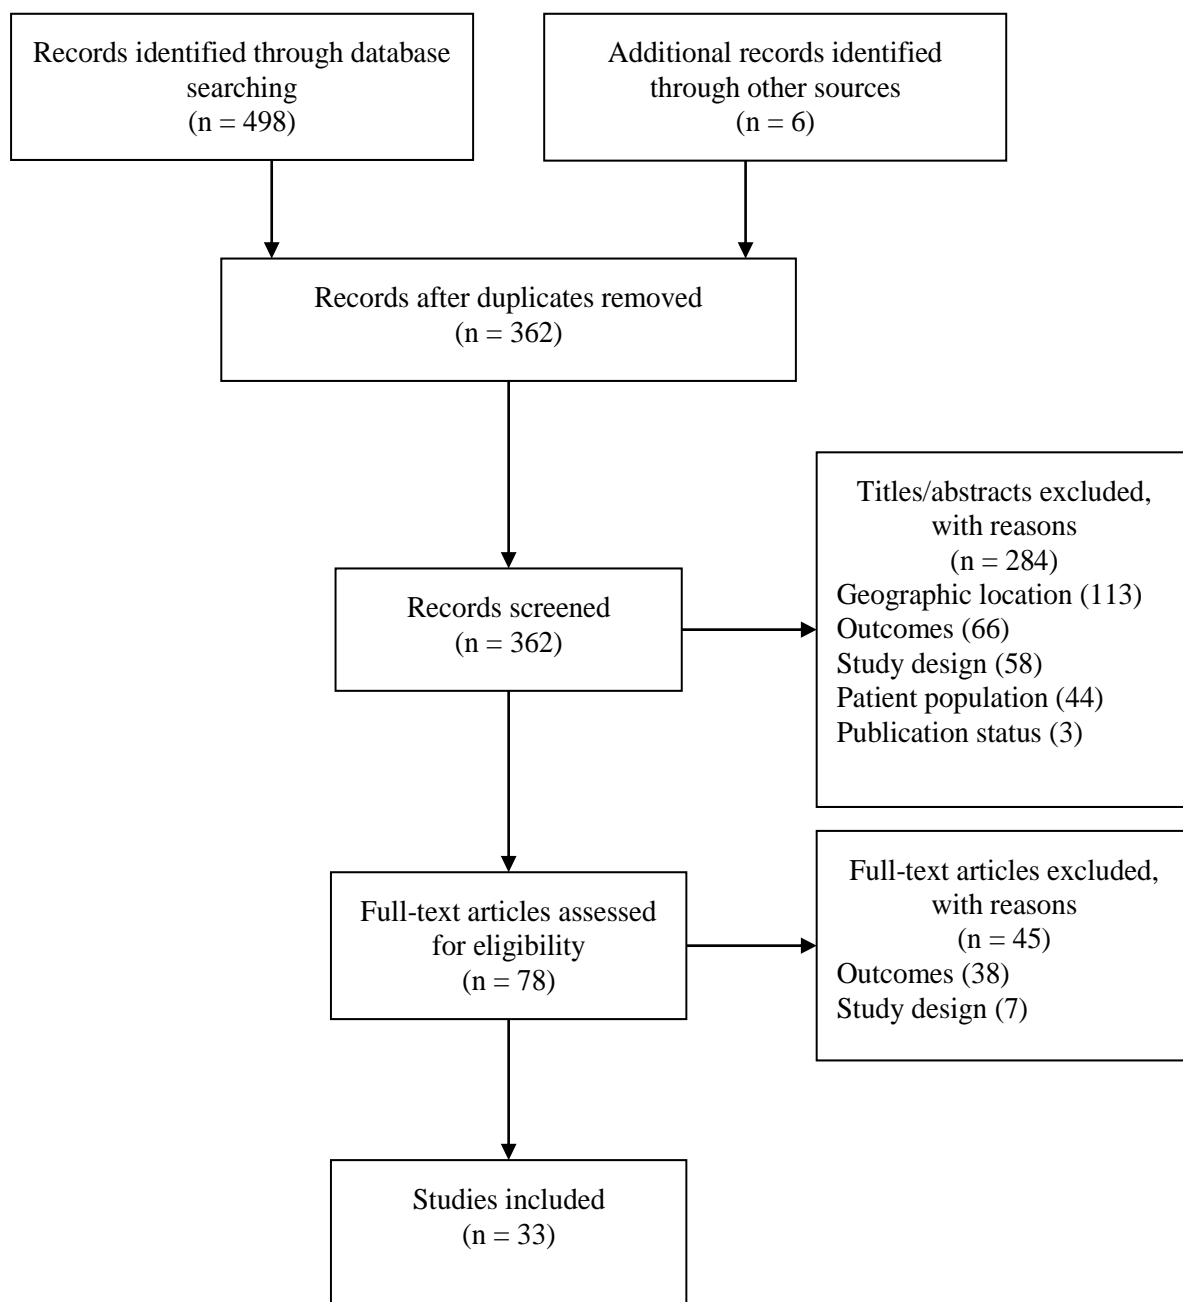 Records identified through database
searching
(n = 498)
Additional records identified
through other sources
(n = 6)
Records after duplicates removed
(n = 362)
Records screened
(n = 362)
Titles/abstracts excluded,
with reasons
(n = 284)
Geographic location (113)
Outcomes (66)
Study design (58)
Patient population (44)
Publication status (3)
Full-text articles assessed
for eligibility
(n = 78)
Full-text articles excluded,
with reasons
(n = 45)
Outcomes (38)
Study design (7)
Studies included
(n = 33)